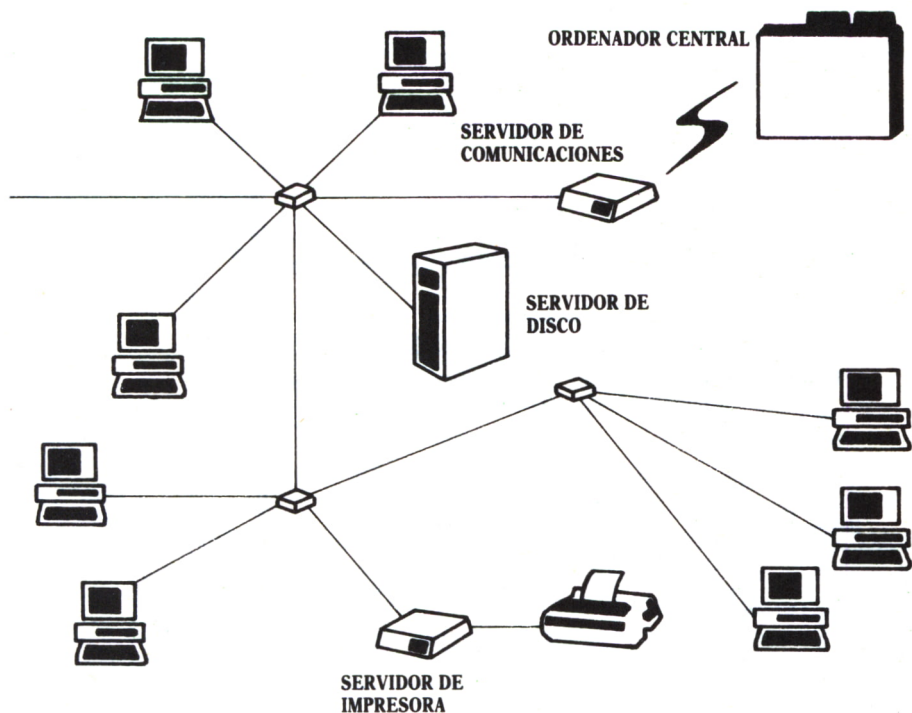 ORDENADOR CENTRAL
SERVIDOR DE
COMUNICACIONES
SERVIDOR DE
DISCO
SERVIDOR DE
IMPRESORA